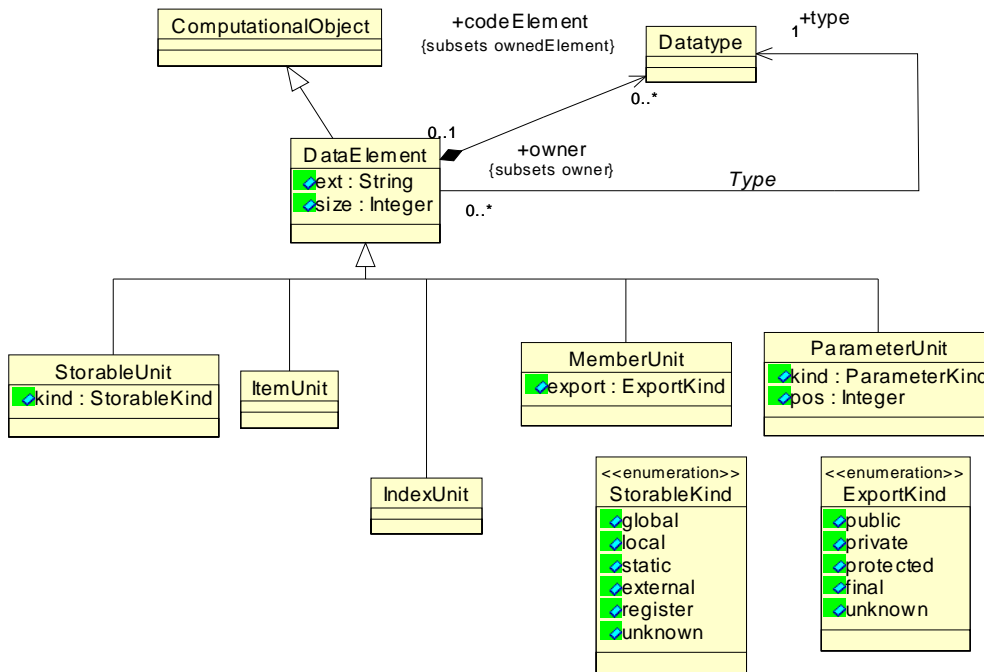 ComputationalObject
+codeElement
{subsets ownedElement}
Datatype
+type
1
0..*
0..1
+owner
{subsets owner}
Type
0..*
DataElement
ext : String
size : Integer
StorableUnit
kind : StorableKind
ItemUnit
IndexUnit
MemberUnit
export : ExportKind
ParameterUnit
kind : ParameterKind
pos : Integer
<<enumeration>>
StorableKind
global
local
static
external
register
unknown
<<enumeration>>
ExportKind
public
private
protected
final
unknown